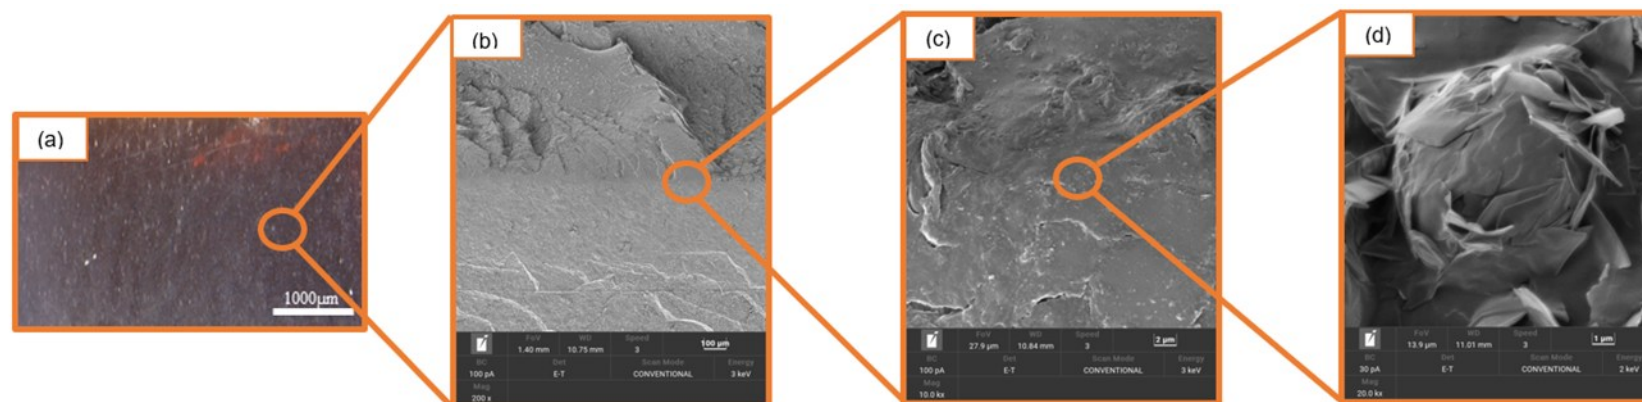 (a)
1000µm
(b)
FoV WD Speed 100 µm
1.40 mm 10.75 mm 3
BC Det Scan Mode Energy
100 pA E-T CONVENTIONAL 3 keV
Mag
200 x
(c)
FoV WD Speed 2 µm
27.9 µm 10.84 mm 3
BC Det Scan Mode Energy
100 pA E-T CONVENTIONAL 3 keV
Mag
10.0 kx
(d)
FoV WD Speed 1 µm
13.9 µm 11.01 mm 3
BC Det Scan Mode Energy
30 pA E-T CONVENTIONAL 2 keV
Mag
20.0 kx